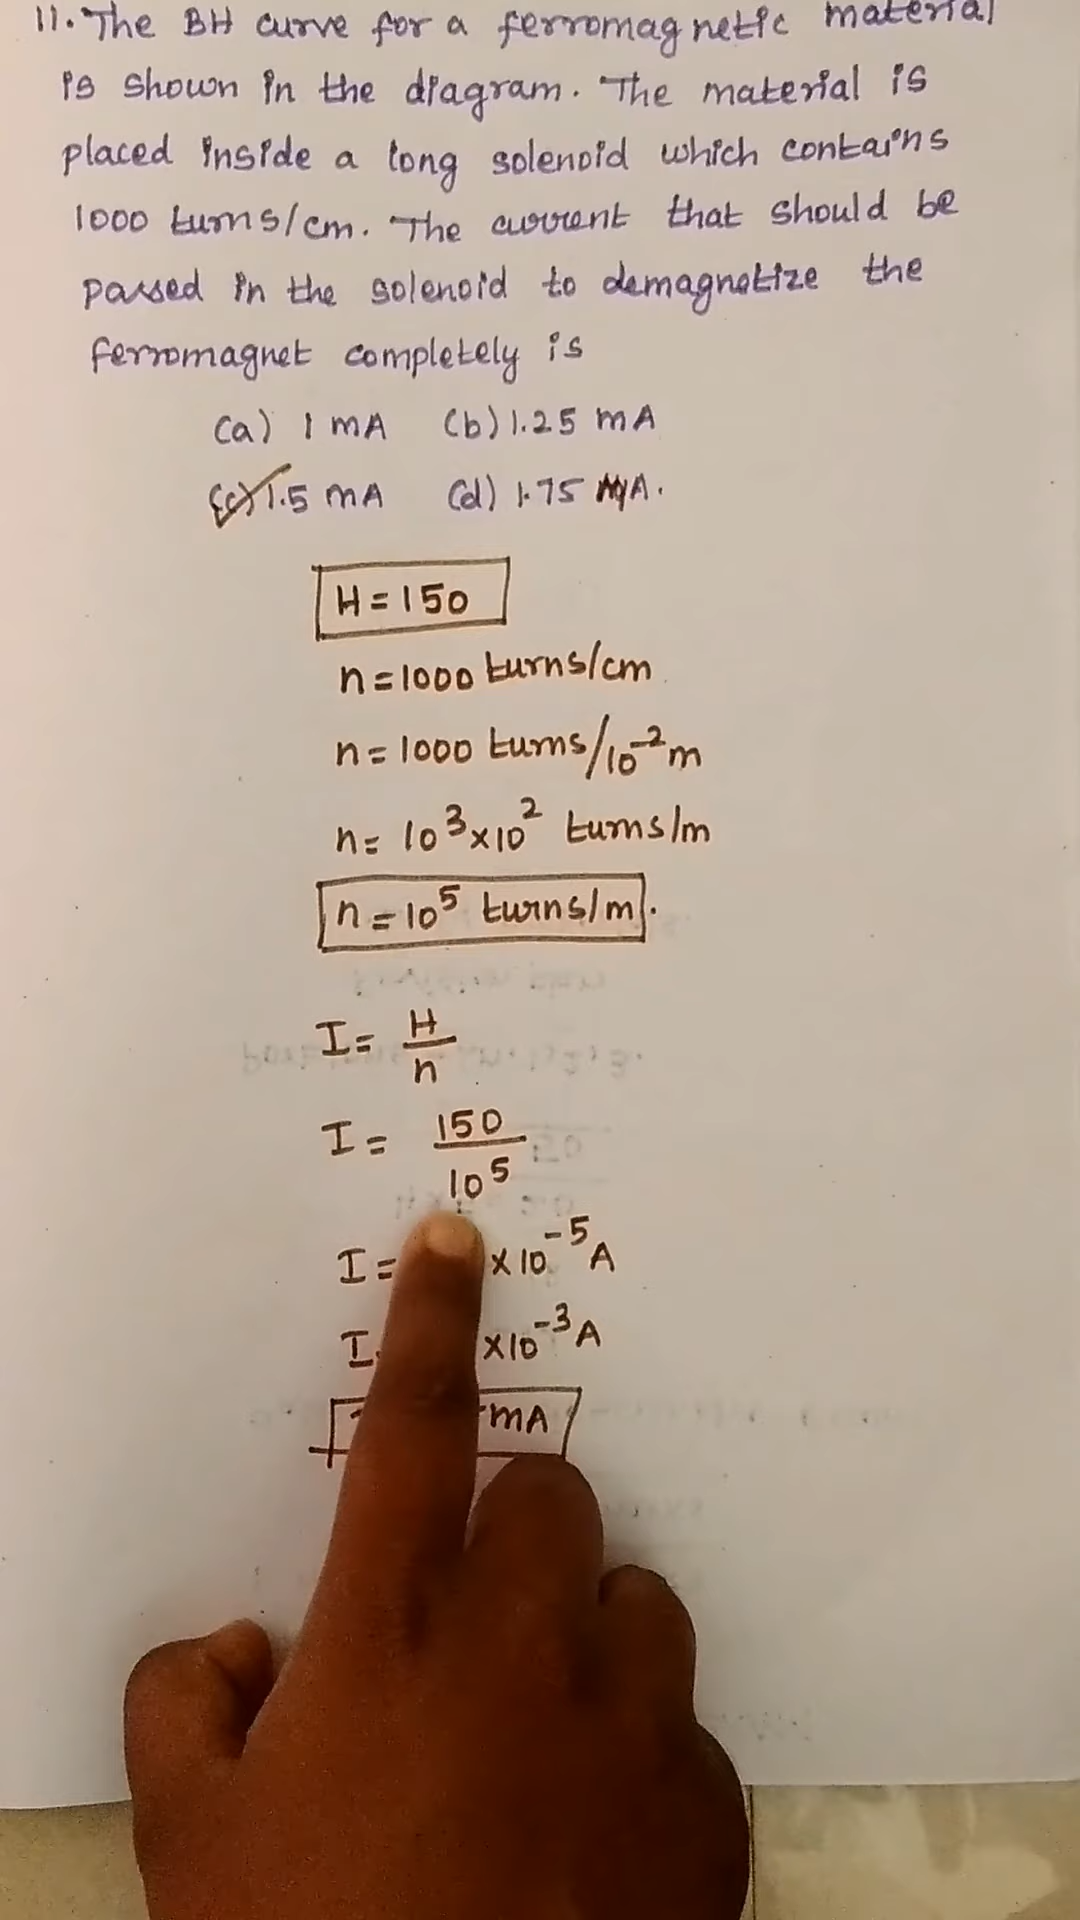 11. The BH curve for a ferromagnetic material
is shown in the diagram. The material is
placed inside a long solenoid which contains
1000 turns/cm. The current that should be
passed in the solenoid to demagnetize the
ferromagnet completely is
(a) 1 mA (b) 1.25 mA
(c) 1.5 mA (d) 1.75 mA.
H = 150
n = 1000 turns/cm
n = 1000 turns/10⁻² m
n = 10³ × 10² turns/m
n = 10⁵ turns/m.
I = H/n
I = 150/10⁵
I = × 10⁻⁵ A
I × 10⁻³ A
mA